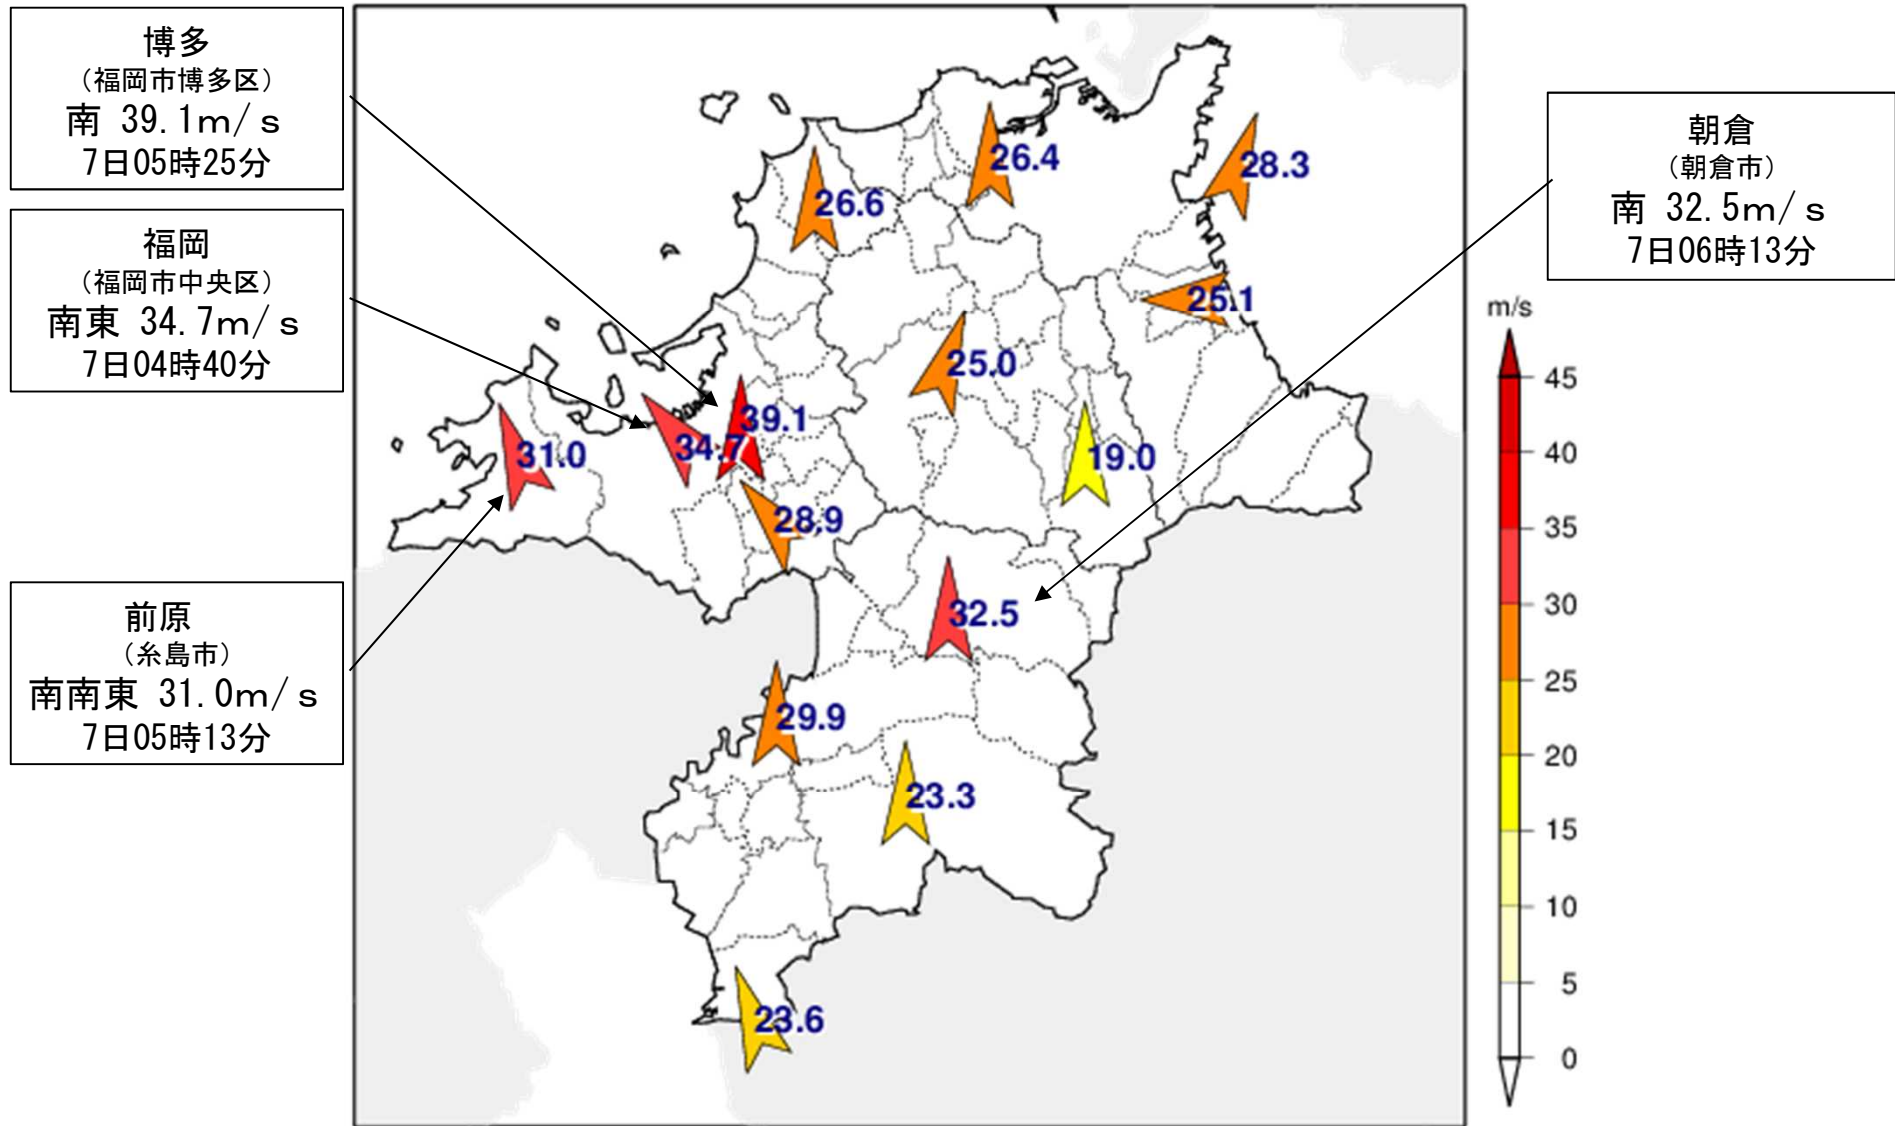 博多
(福岡市博多区)
南 39.1m/s
7日05時25分
福岡
(福岡市中央区)
南東 34.7m/s
7日04時40分
前原
(糸島市)
南南東 31.0m/s
7日05時13分
朝倉
(朝倉市)
南 32.5m/s
7日06時13分
26.4
28.3
26.6
25.1
25.0
39.1
34.7
31.0
19.0
28.9
32.5
29.9
23.3
23.6
m/s
45
40
35
30
25
20
15
10
5
0